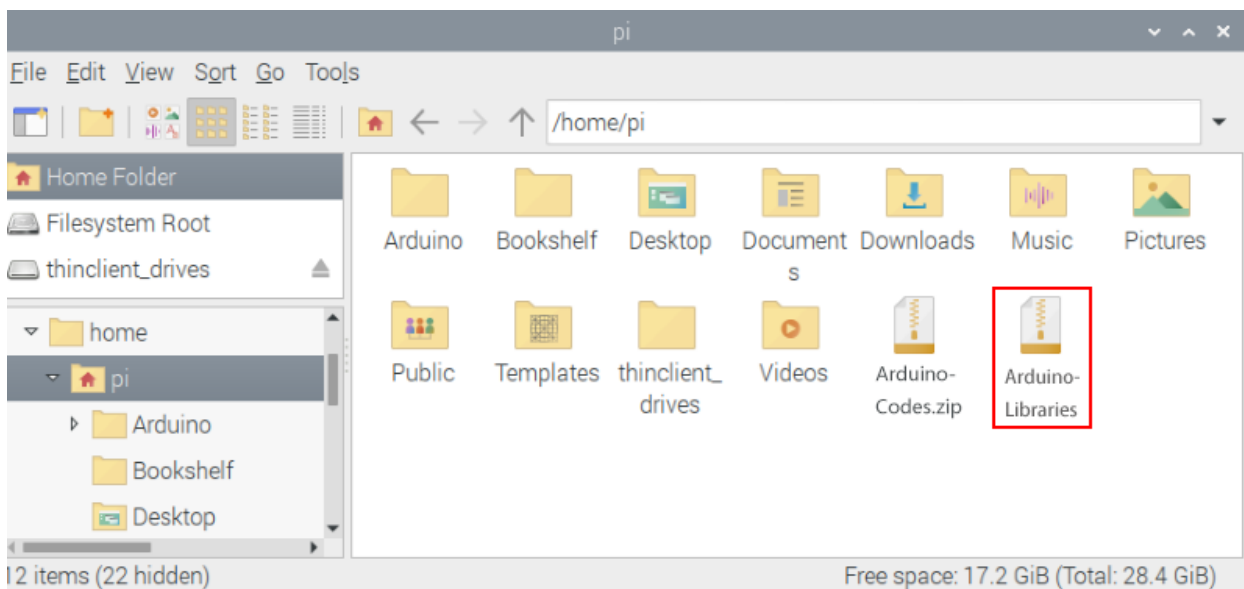 pi
File Edit View Sort Go Tools
/home/pi
Home Folder
Filesystem Root
thinclient_drives
home
pi
Arduino
Bookshelf
Desktop
Arduino Bookshelf Desktop Document Downloads Music Pictures
s
Public Templates thinclient_ Videos Arduino- Arduino-
drives Codes.zip Libraries
12 items (22 hidden) Free space: 17.2 GiB (Total: 28.4 GiB)